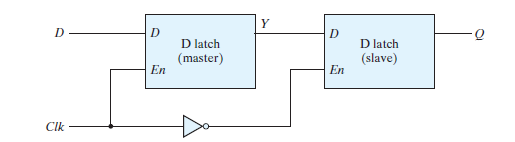 D
D
D latch
(master)
En
Y
D
D latch
(slave)
En
Q
Clk